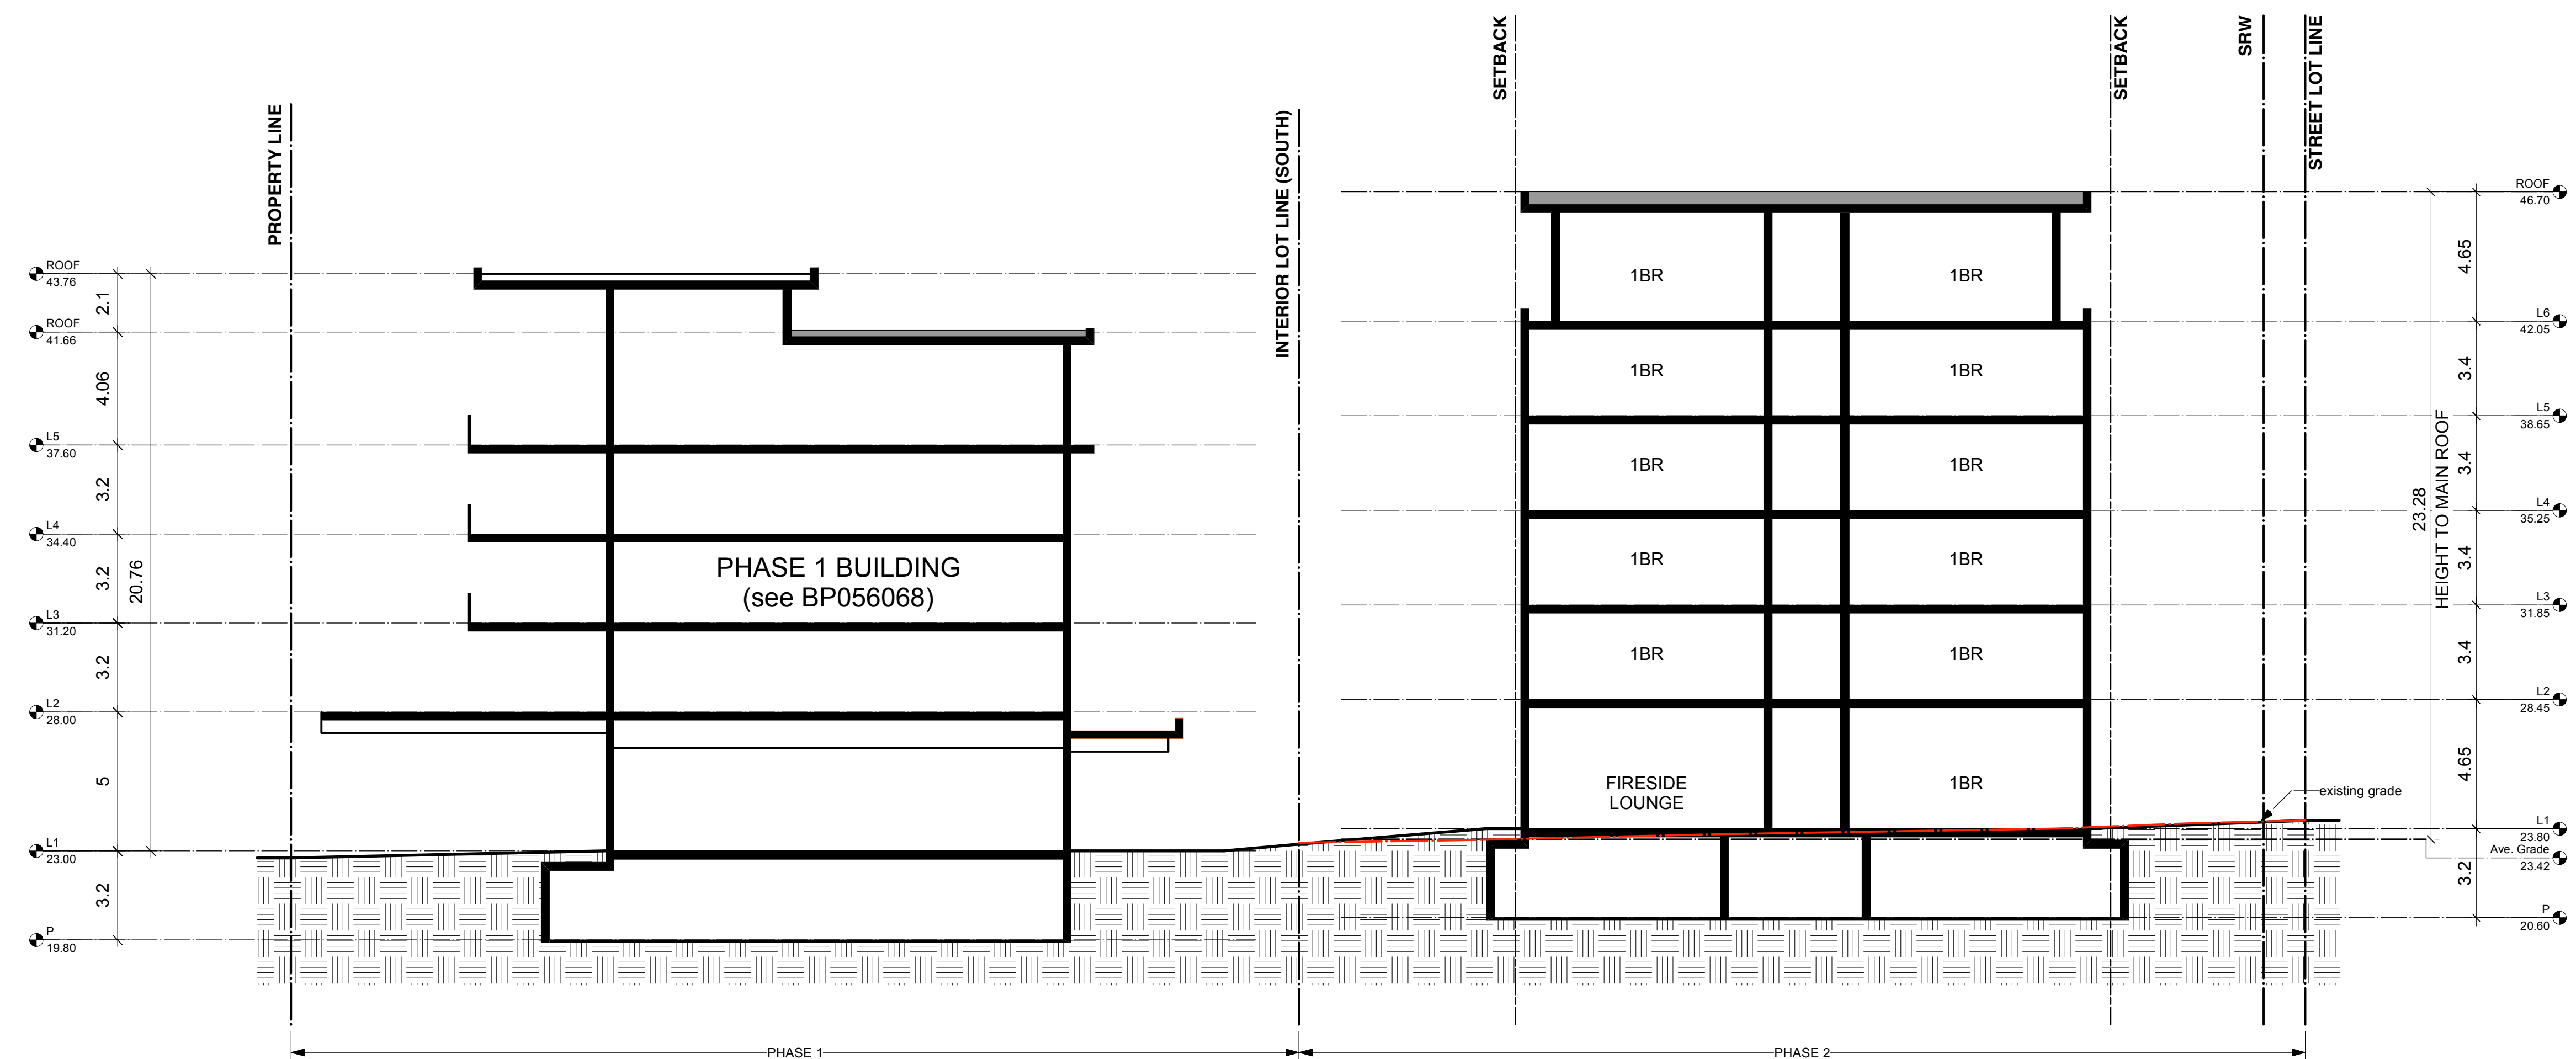 PROPERTY LINE
INTERIOR LOT LINE (SOUTH)
SETBACK
SETBACK
SRW
STREET LOT LINE
ROOF
43.76
2.1
ROOF
41.66
4.06
L5
37.60
3.2
L4
34.40
3.2
20.76
L3
31.20
3.2
L2
28.00
5
L1
23.00
3.2
P
19.80
PHASE 1 BUILDING
(see BP056068)
1BR
1BR
1BR
1BR
1BR
1BR
1BR
1BR
1BR
1BR
FIRESIDE
LOUNGE
1BR
existing grade
ROOF
46.70
4.65
L6
42.05
3.4
L5
38.65
3.4
23.28
HEIGHT TO MAIN ROOF
L4
35.25
3.4
L3
31.85
3.4
L2
28.45
4.65
L1
23.80
Ave. Grade
23.42
3.2
P
20.60
PHASE 1
PHASE 2